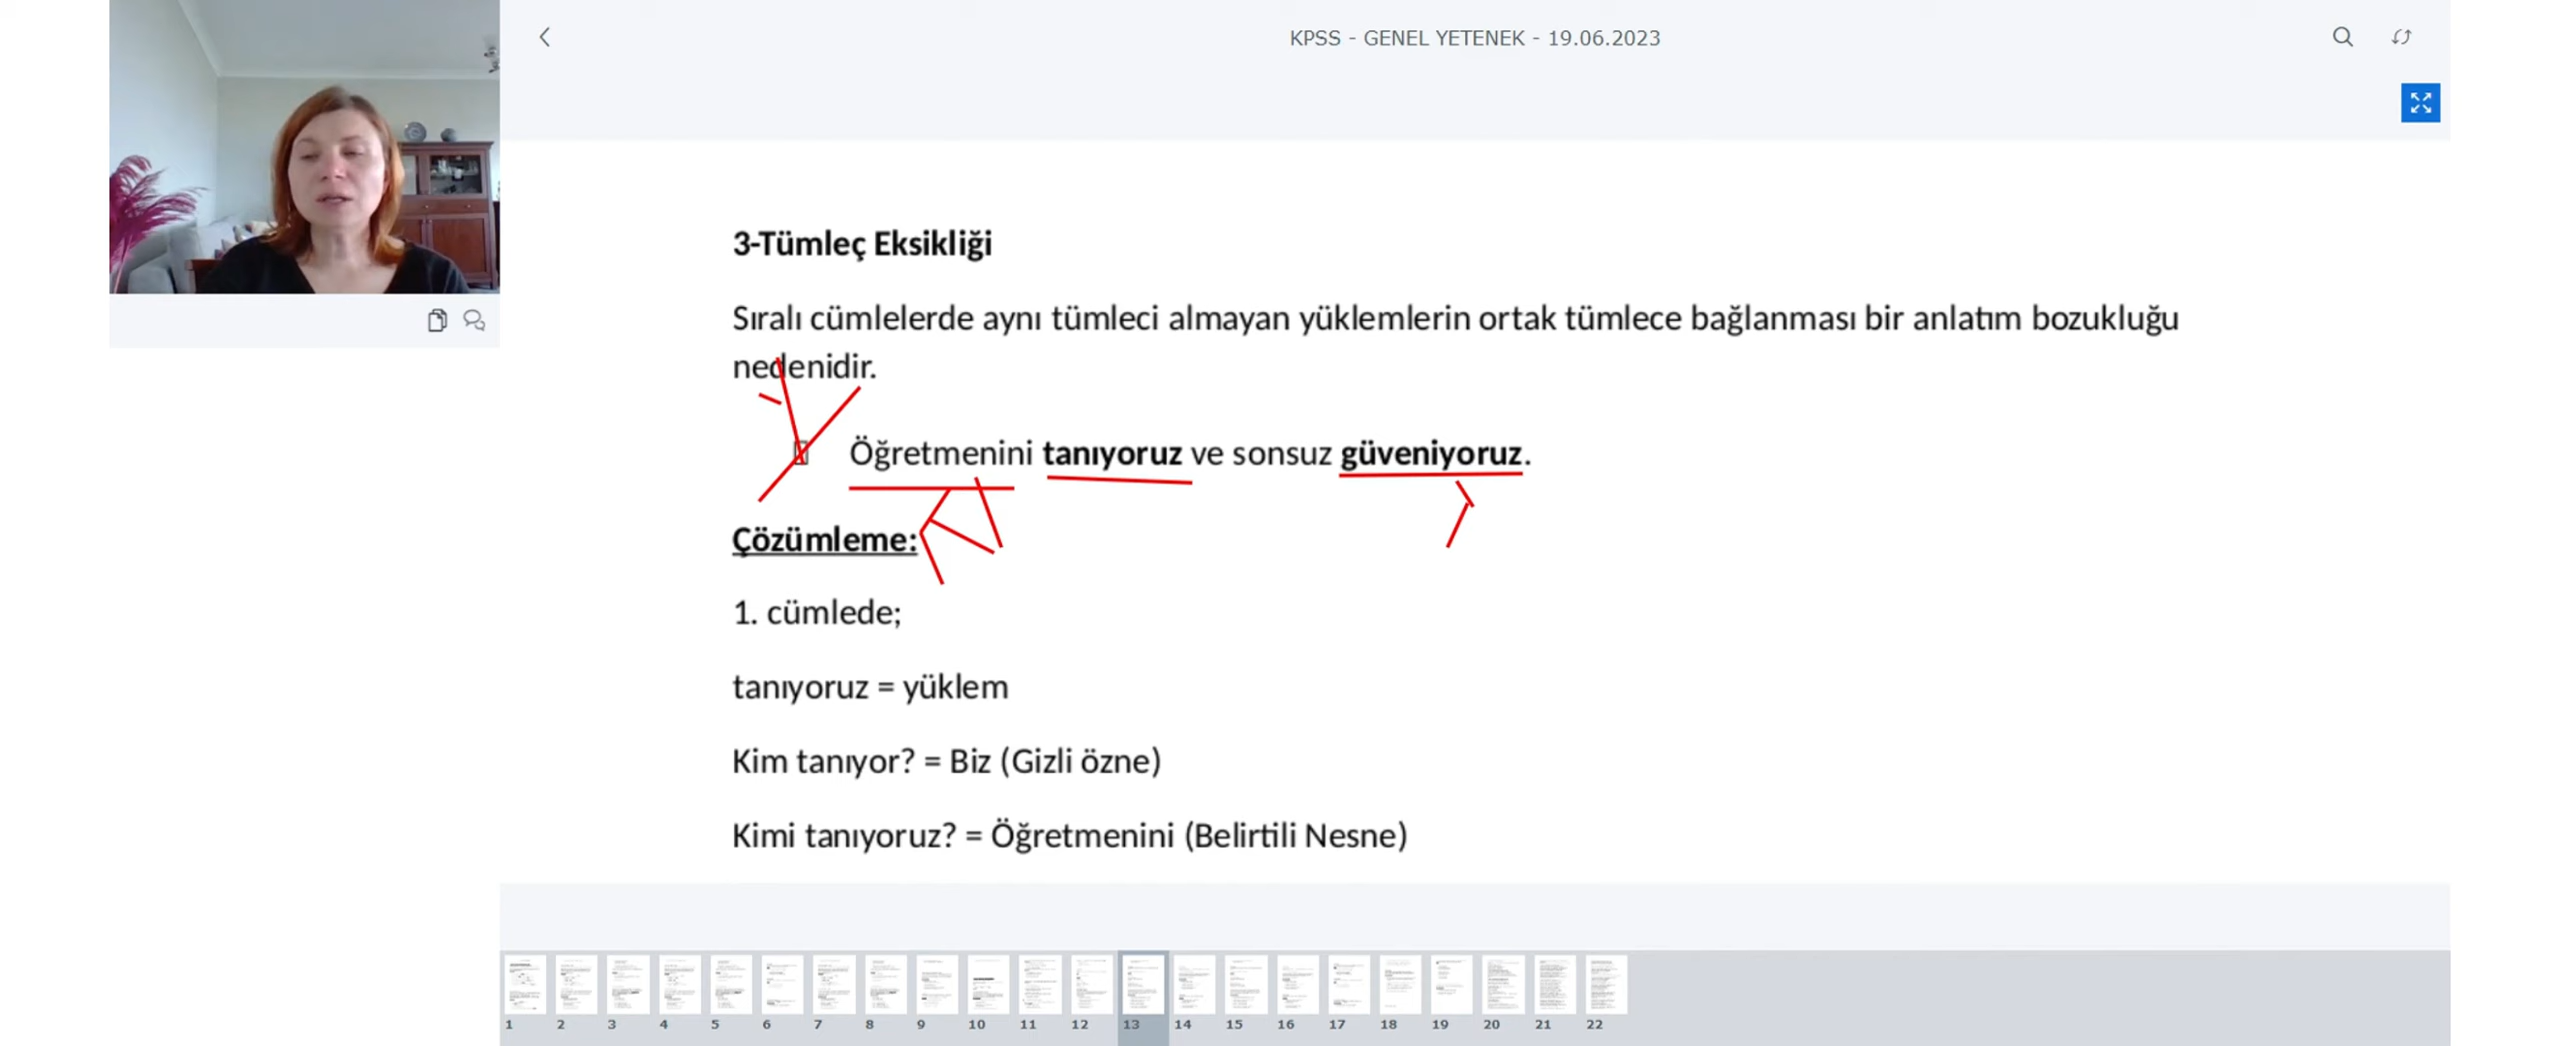 KPSS - GENEL YETENEK - 19.06.2023
3-Tümleç Eksikliği
Sıralı cümlelerde aynı tümleci almayan yüklemlerin ortak tümlece bağlanması bir anlatım bozukluğu
nedenidir.
Öğretmenini tanıyoruz ve sonsuz güveniyoruz.
Çözümleme:
1. cümlede;
tanıyoruz = yüklem
Kim tanıyor? = Biz (Gizli özne)
Kimi tanıyoruz? = Öğretmenini (Belirtili Nesne)
1 2 3 4 5 6 7 8 9 10 11 12 13 14 15 16 17 18 19 20 21 22